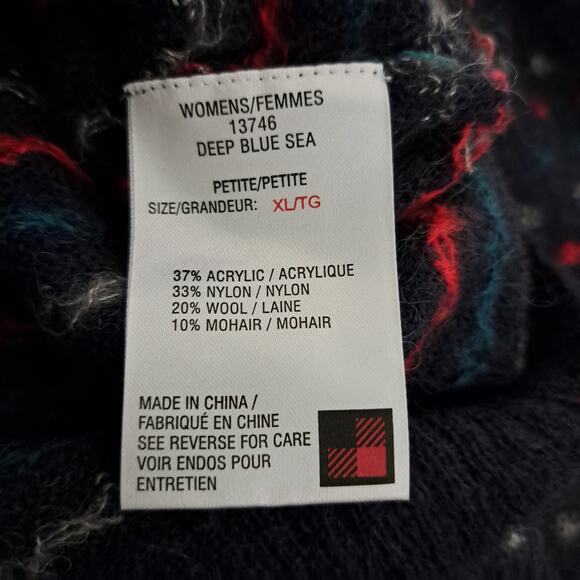 WOMENS/FEMMES
13746
DEEP BLUE SEA
PETITE/PETITE
SIZE/GRANDEUR: XL/TG
37% ACRYLIC / ACRYLIQUE
33% NYLON / NYLON
20% WOOL / LAINE
10% MOHAIR / MOHAIR
MADE IN CHINA /
FABRIQUÉ EN CHINE
SEE REVERSE FOR CARE
VOIR ENDOS POUR
ENTRETIEN